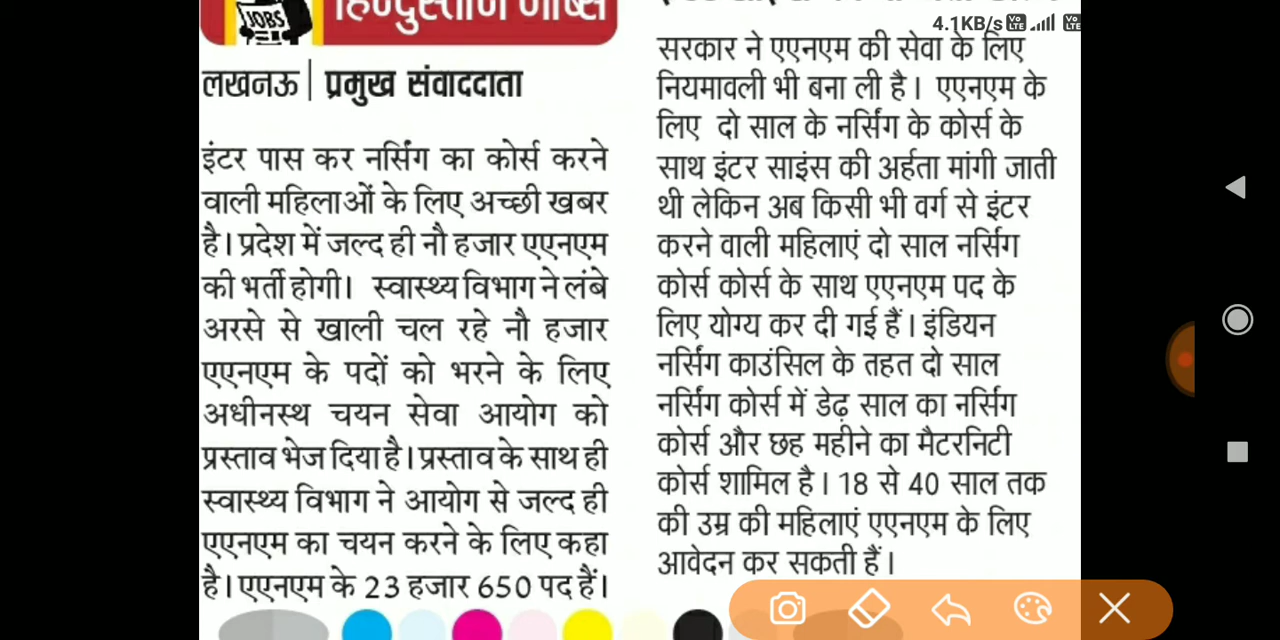 JOBS
हिन्दुस्तान जॉब्स
लखनऊ | प्रमुख संवाददाता
इंटर पास कर नर्सिंग का कोर्स करने
वाली महिलाओं के लिए अच्छी खबर
है। प्रदेश में जल्द ही नौ हजार एएनएम
की भर्ती होगी। स्वास्थ्य विभाग ने लंबे
अरसे से खाली चल रहे नौ हजार
एएनएम के पदों को भरने के लिए
अधीनस्थ चयन सेवा आयोग को
प्रस्ताव भेज दिया है। प्रस्ताव के साथ ही
स्वास्थ्य विभाग ने आयोग से जल्द ही
एएनएम का चयन करने के लिए कहा
है। एएनएम के 23 हजार 650 पद हैं।
4.1KB/s
सरकार ने एएनएम की सेवा के लिए
नियमावली भी बना ली है। एएनएम के
लिए दो साल के नर्सिंग के कोर्स के
साथ इंटर साइंस की अर्हता मांगी जाती
थी लेकिन अब किसी भी वर्ग से इंटर
करने वाली महिलाएं दो साल नर्सिंग
कोर्स कोर्स के साथ एएनएम पद के
लिए योग्य कर दी गई हैं। इंडियन
नर्सिंग काउंसिल के तहत दो साल
नर्सिंग कोर्स में डेढ़ साल का नर्सिंग
कोर्स और छह महीने का मैटरनिटी
कोर्स शामिल है। 18 से 40 साल तक
की उम्र की महिलाएं एएनएम के लिए
आवेदन कर सकती हैं।